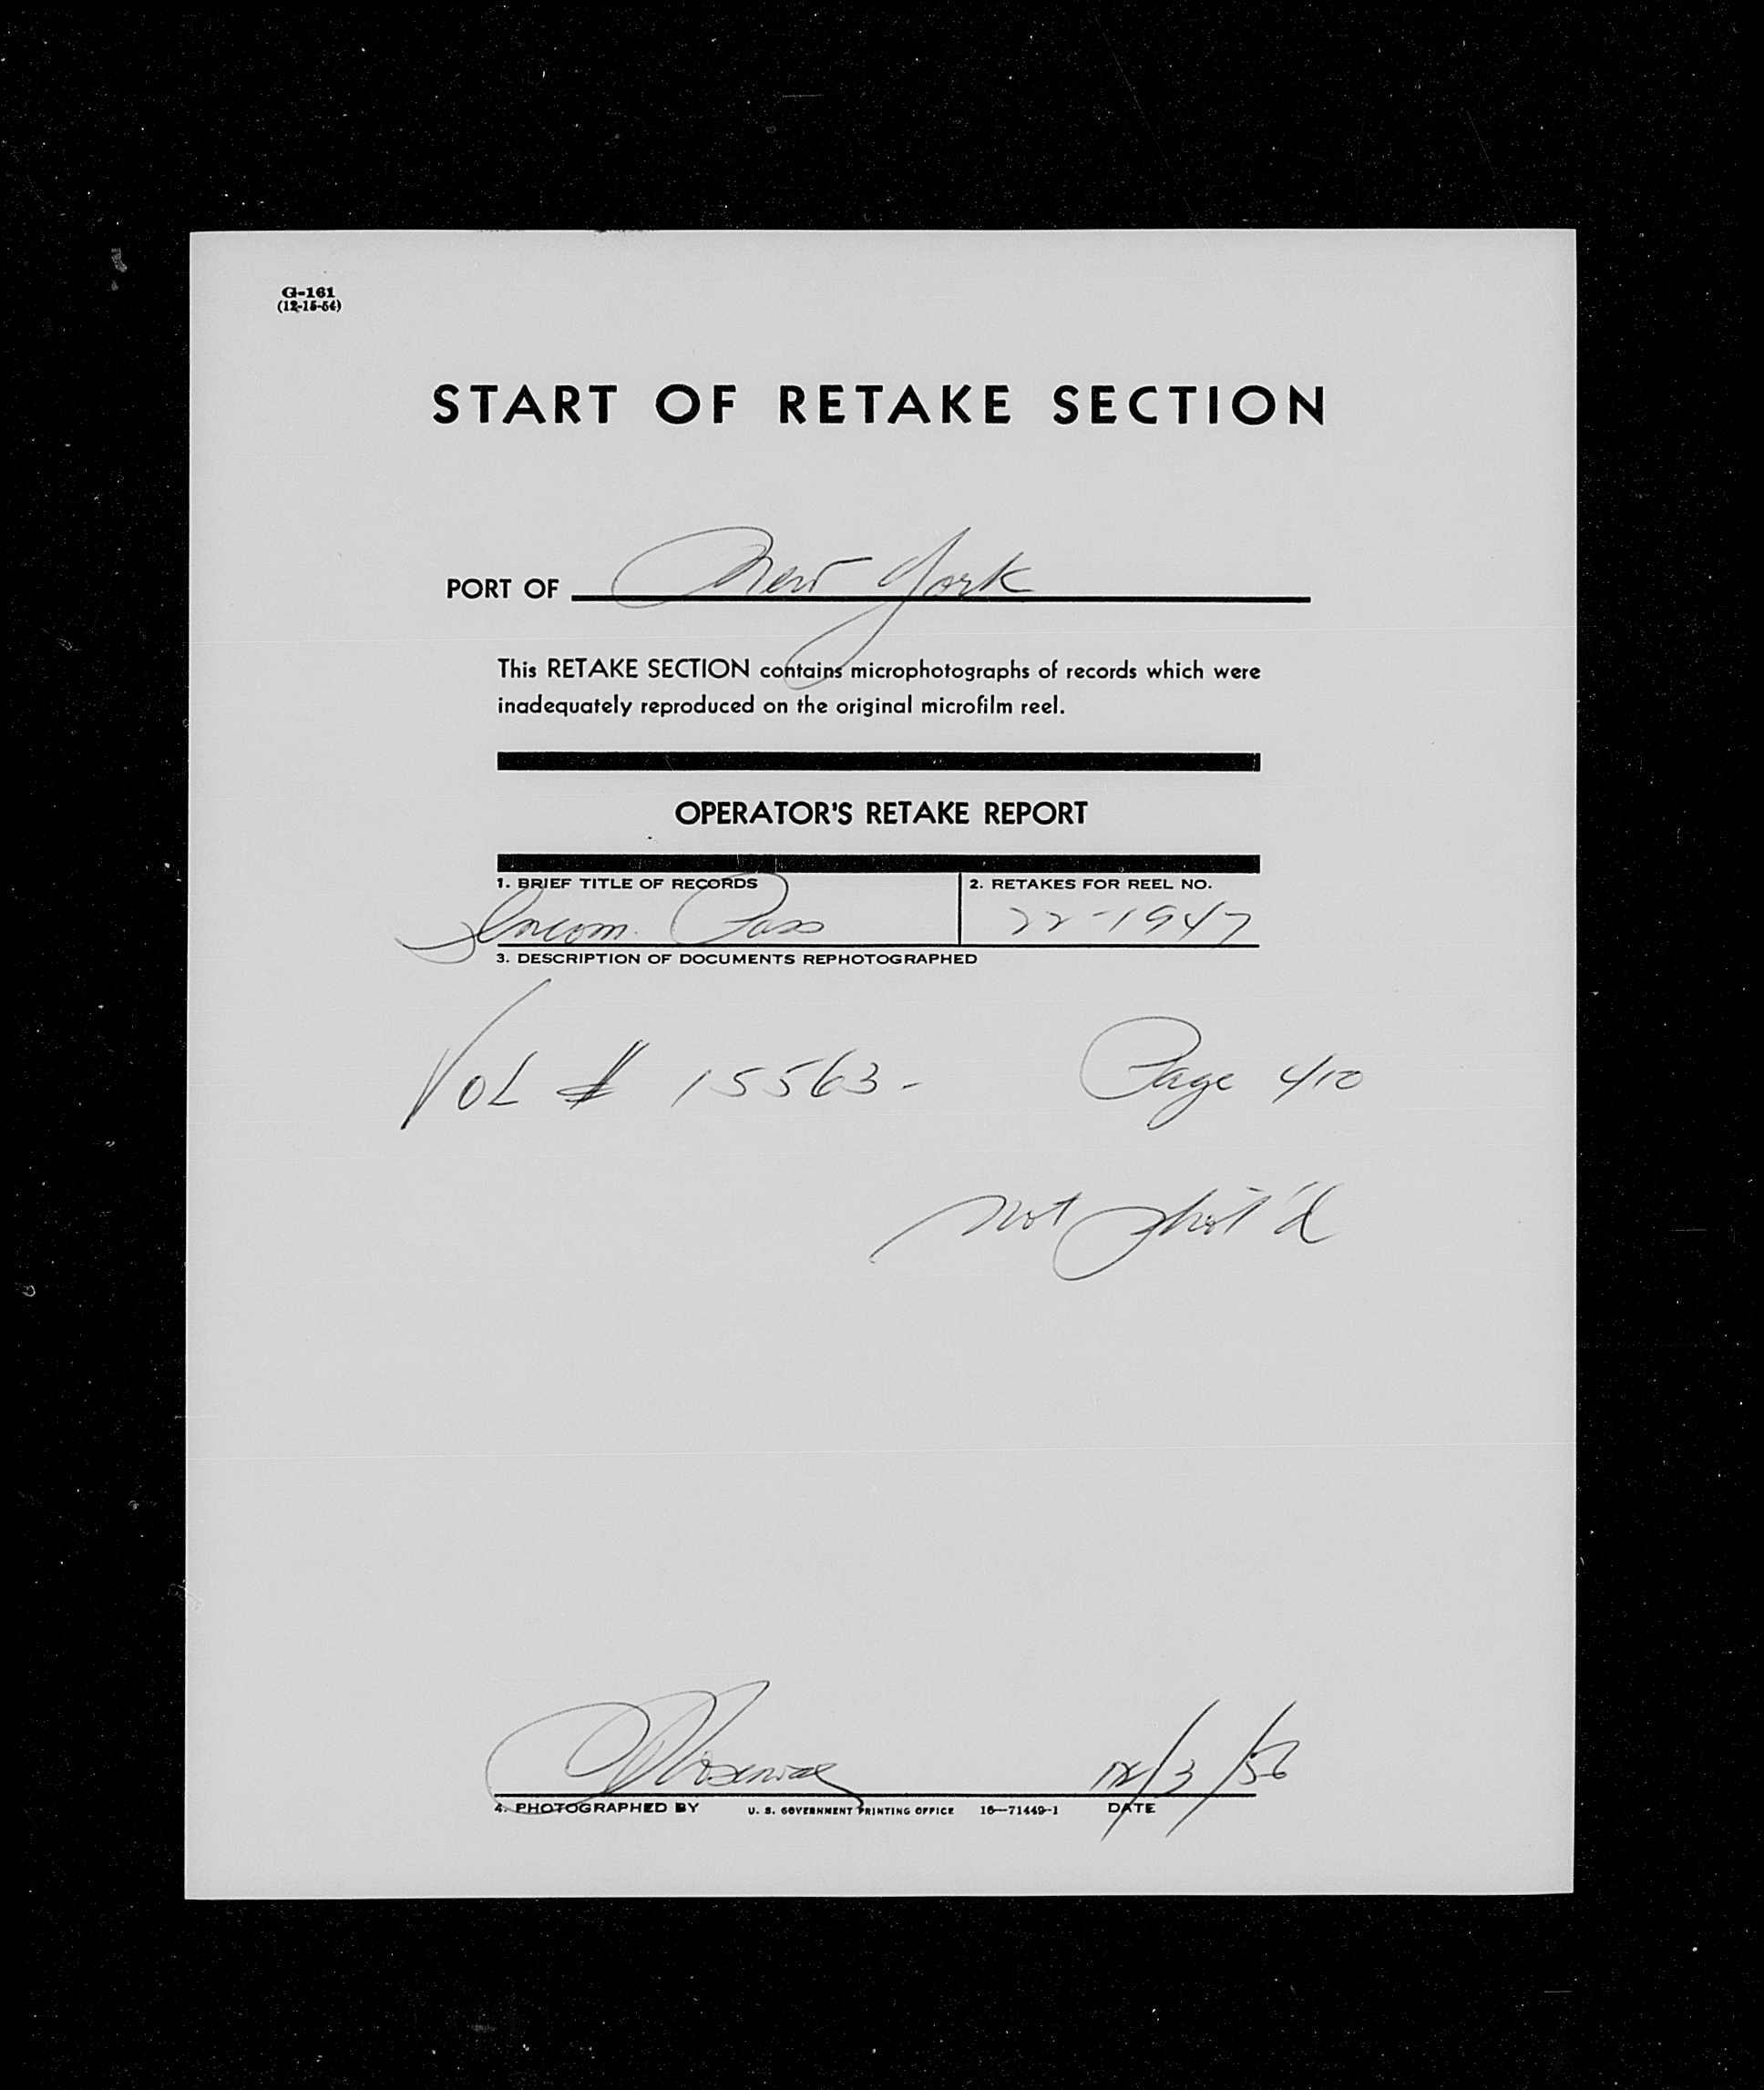 G-161
(12-15-54)
START OF RETAKE SECTION
PORT OF New York
This RETAKE SECTION contains microphotographs of records which were
inadequately reproduced on the original microfilm reel.
OPERATOR'S RETAKE REPORT
1. BRIEF TITLE OF RECORDS 2. RETAKES FOR REEL NO.
Incom. Pass 22-1947
3. DESCRIPTION OF DOCUMENTS REPHOTOGRAPHED
VOL # 15563- Page 410
not phot'd
12/3/56
4. PHOTOGRAPHED BY U. S. GOVERNMENT PRINTING OFFICE 16—71449-1 DATE